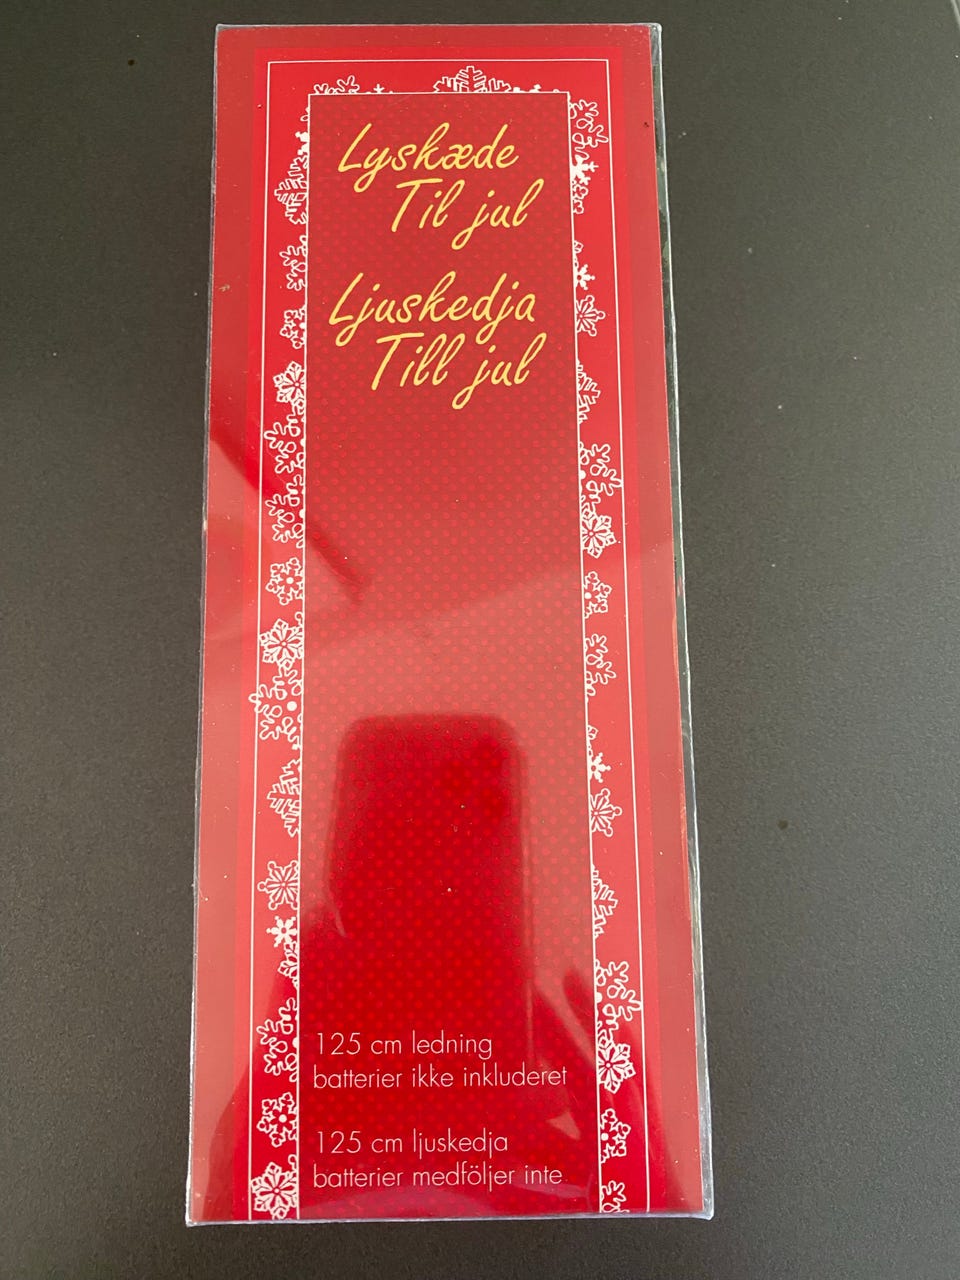 Lyskæde
Til jul
Ljuskedja
Till jul
125 cm ledning
batterier ikke inkluderet
125 cm ljuskedja
batterier medföljer inte